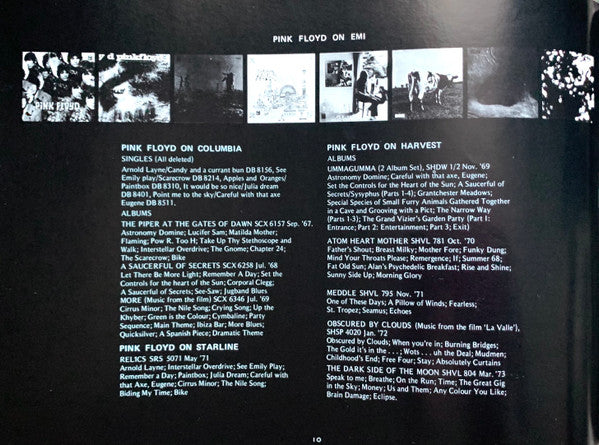 PINK FLOYD ON EMI
PINK FLOYD
PINK FLOYD ON COLUMBIA
SINGLES (All deleted)
Arnold Layne/Candy and a currant bun DB 8156, See
Emily play/Scarecrow DB 8214, Apples and Oranges/
Paintbox DB 8310, It would be so nice/Julia dream
DB 8401, Point me to the sky/Careful with that axe
Eugene DB 8511.
ALBUMS
THE PIPER AT THE GATES OF DAWN SCX 6157 Sep. '67.
Astronomy Domine; Lucifer Sam; Matilda Mother;
Flaming; Pow R. Too H; Take Up Thy Stethoscope and
Walk; Interstellar Overdrive; The Gnome; Chapter 24;
The Scarecrow; Bike
A SAUCERFUL OF SECRETS SCX 6258 Jul. '68
Let There Be More Light; Remember A Day; Set the
Controls for the heart of the Sun; Corporal Clegg;
A Saucerful of Secrets; See-Saw; Jugband Blues
MORE (Music from the film) SCX 6346 Jul. '69
Cirrus Minor; The Nile Song; Crying Song; Up the
Khyber; Green is the Colour; Cymbaline; Party
Sequence; Main Theme; Ibiza Bar; More Blues;
Quicksilver; A Spanish Piece; Dramatic Theme
PINK FLOYD ON STARLINE
RELICS SRS 5071 May '71
Arnold Layne; Interstellar Overdrive; See Emily Play;
Remember a Day; Paintbox; Julia Dream; Careful with
that Axe, Eugene; Cirrus Minor; The Nile Song;
Biding My Time; Bike
PINK FLOYD ON HARVEST
ALBUMS
UMMAGUMMA (2 Album Set), SHDW 1/2 Nov. '69
Astronomy Domine; Careful with that axe, Eugene;
Set the Controls for the Heart of the Sun; A Saucerful of
Secrets/Sysyphus (Parts 1-4); Grantchester Meadows;
Special Species of Small Furry Animals Gathered Together
in a Cave and Grooving with a Pict; The Narrow Way
(Parts 1-3); The Grand Vizier's Garden Party (Part I:
Entrance; Part 2: Entertainment; Part 3; Exit)
ATOM HEART MOTHER SHVL 781 Oct. '70
Father's Shout; Breast Milky; Mother Fore; Funky Dung;
Mind Your Throats Please; Remergence; If; Summer 68;
Fat Old Sun; Alan's Psychedelic Breakfast; Rise and Shine;
Sunny Side Up; Morning Glory
MEDDLE SHVL 795 Nov. '71
One of These Days; A Pillow of Winds; Fearless;
St. Tropez; Seamus; Echoes
OBSCURED BY CLOUDS (Music from the film 'La Valle'),
SHSP 4020 Jan. '72
Obscured by Clouds; When you're in; Burning Bridges;
The Gold it's in the . . .; Wots . . . uh the Deal; Mudmen;
Childhood's End; Free Four; Stay; Absolutely Curtains
THE DARK SIDE OF THE MOON SHVL 804 Mar. '73
Speak to me; Breathe; On the Run; Time; The Great Gig
in the Sky; Money; Us and Them; Any Colour You Like;
Brain Damage; Eclipse.
10